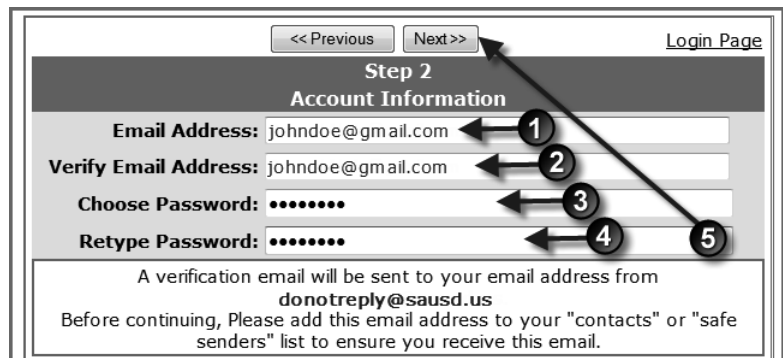 << Previous Next>> Login Page
Step 2
Account Information
Email Address: johndoe@gmail.com 1
Verify Email Address: johndoe@gmail.com 2
Choose Password: •••••••• 3
Retype Password: •••••••• 4 5
A verification email will be sent to your email address from
donotreply@sausd.us
Before continuing, Please add this email address to your "contacts" or "safe
senders" list to ensure you receive this email.